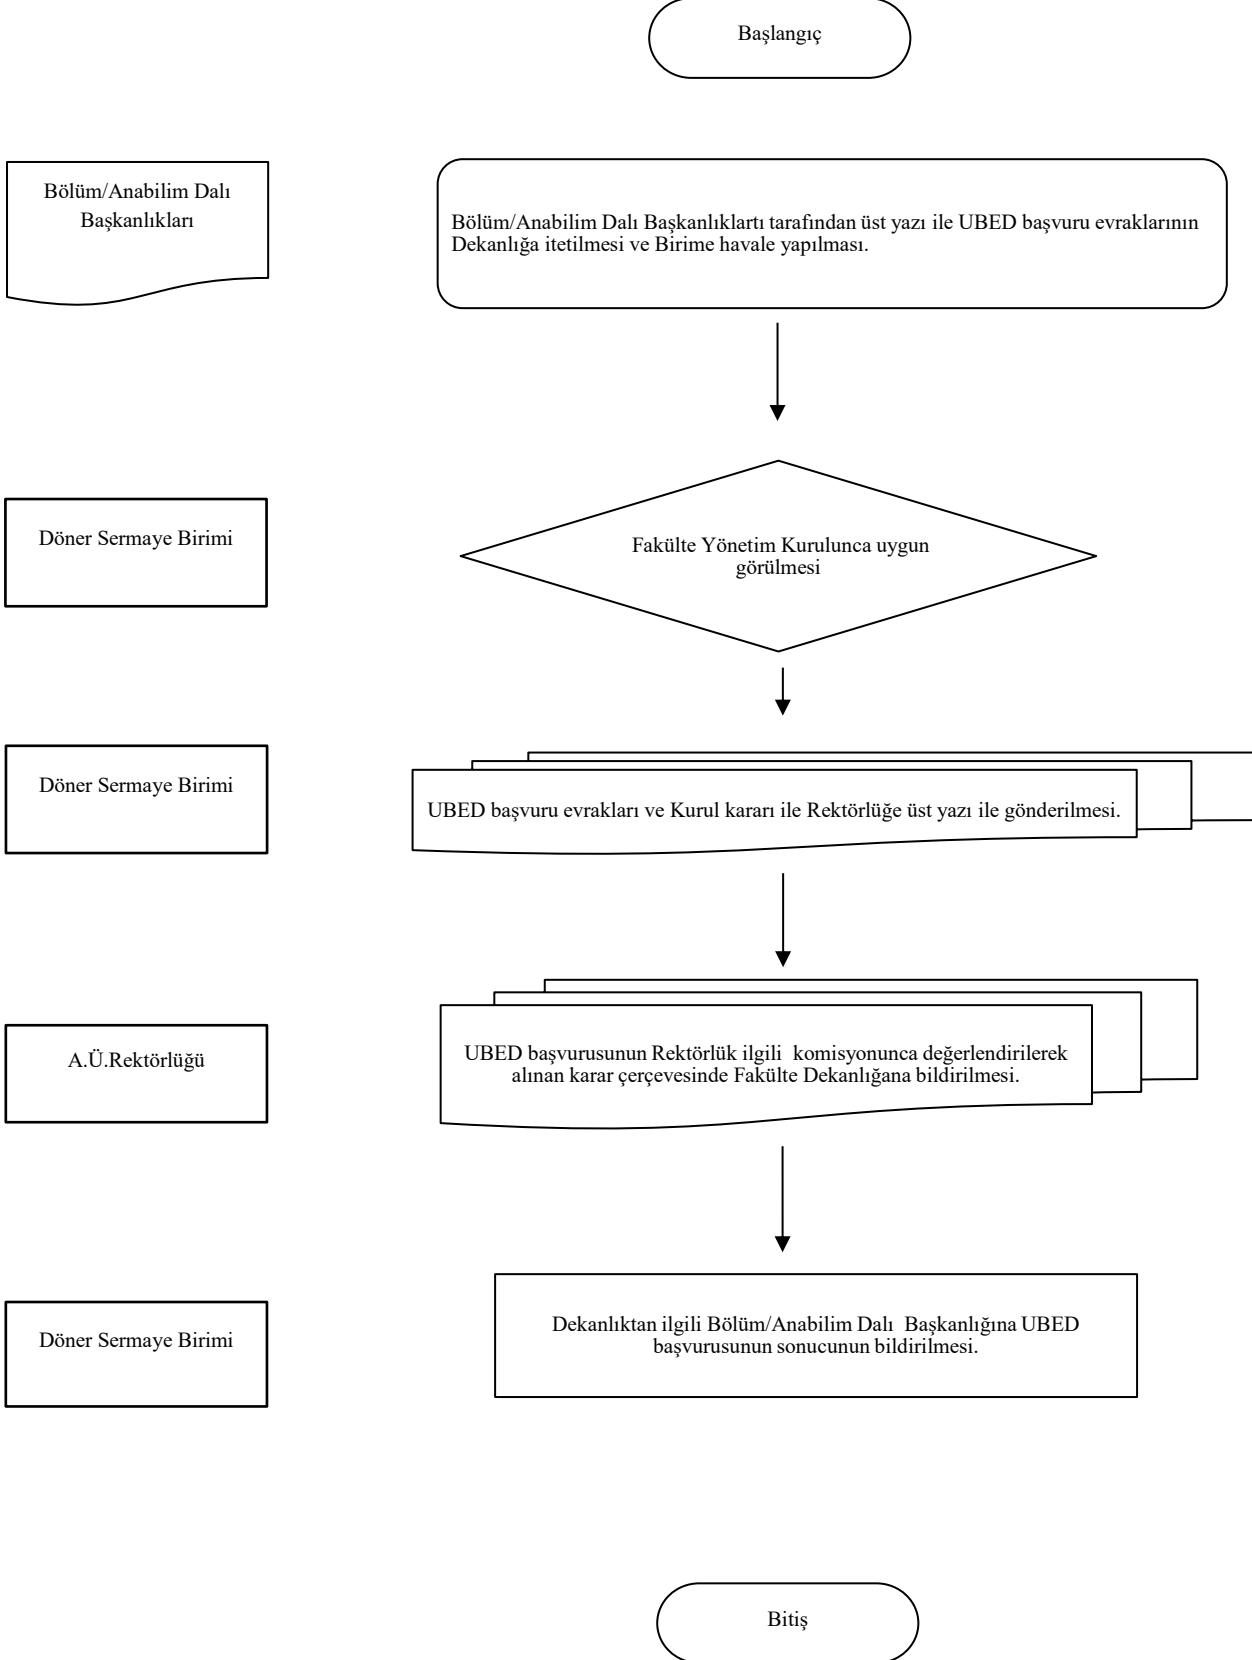 Başlangıç
Bölüm/Anabilim Dalı
Başkanlıkları
Bölüm/Anabilim Dalı Başkanlıklartı tarafından üst yazı ile UBED başvuru evraklarının
Dekanlığa itetilmesi ve Birime havale yapılması.
Döner Sermaye Birimi
Fakülte Yönetim Kurulunca uygun
görülmesi
Döner Sermaye Birimi
UBED başvuru evrakları ve Kurul kararı ile Rektörlüğe üst yazı ile gönderilmesi.
A.Ü.Rektörlüğü
UBED başvurusunun Rektörlük ilgili  komisyonunca değerlendirilerek
alınan karar çerçevesinde Fakülte Dekanlığana bildirilmesi.
Döner Sermaye Birimi
Dekanlıktan ilgili Bölüm/Anabilim Dalı  Başkanlığına UBED
başvurusunun sonucunun bildirilmesi.
Bitiş